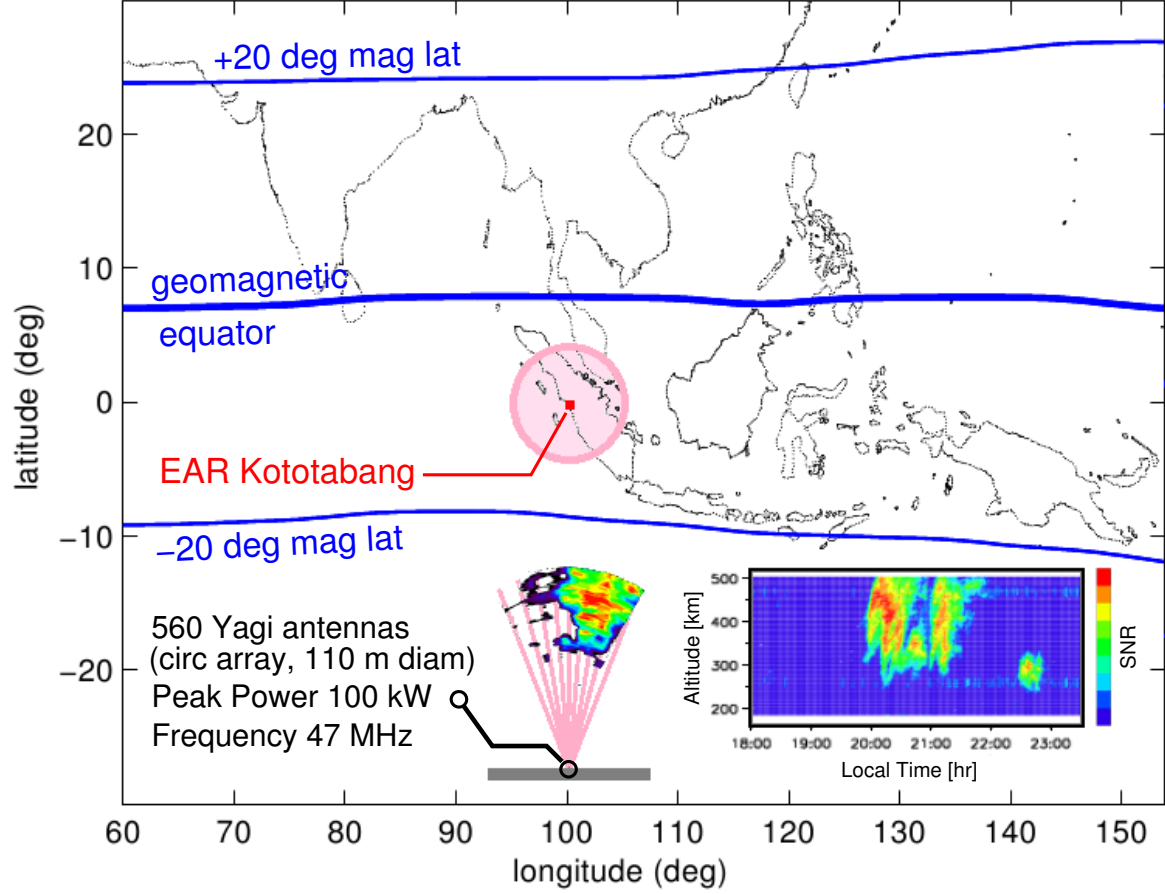 +20 deg mag lat
20
10
geomagnetic
equator
latitude (deg)
0
EAR Kototabang
−10
−20 deg mag lat
560 Yagi antennas
(circ array, 110 m diam)
Peak Power 100 kW
Frequency 47 MHz
−20
Altitude [km]
500
400
300
200
SNR
18:00 19:00 20:00 21:00 22:00 23:00
Local Time [hr]
60 70 80 90 100 110 120 130 140 150
longitude (deg)